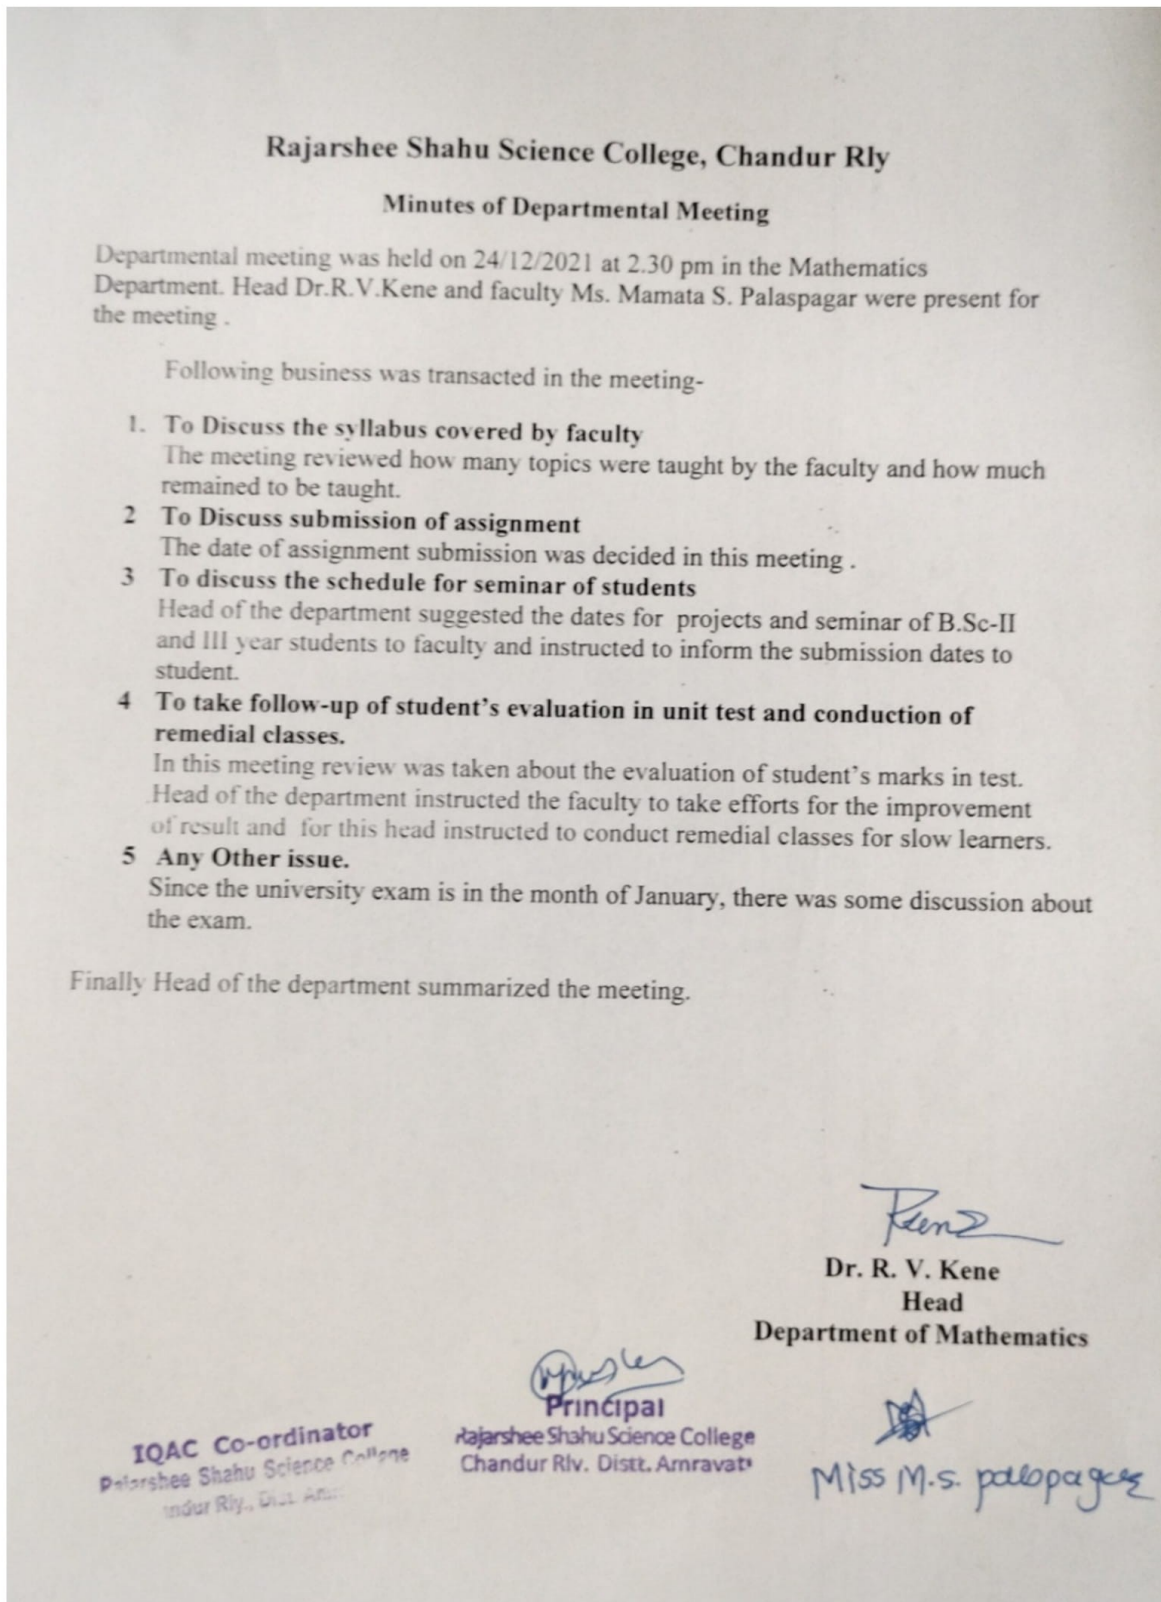 Rajarshee Shahu Science College, Chandur Rly
Minutes of Departmental Meeting
Departmental meeting was held on 24/12/2021 at 2.30 pm in the Mathematics
Department. Head Dr.R.V.Kene and faculty Ms. Mamata S. Palaspagar were present for
the meeting .
Following business was transacted in the meeting-
1. To Discuss the syllabus covered by faculty
The meeting reviewed how many topics were taught by the faculty and how much
remained to be taught.
2 To Discuss submission of assignment
The date of assignment submission was decided in this meeting .
3 To discuss the schedule for seminar of students
Head of the department suggested the dates for projects and seminar of B.Sc-II
and III year students to faculty and instructed to inform the submission dates to
student.
4 To take follow-up of student's evaluation in unit test and conduction of
remedial classes.
In this meeting review was taken about the evaluation of student's marks in test.
Head of the department instructed the faculty to take efforts for the improvement
of result and for this head instructed to conduct remedial classes for slow learners.
5 Any Other issue.
Since the university exam is in the month of January, there was some discussion about
the exam.
Finally Head of the department summarized the meeting.
Dr. R. V. Kene
Head
Department of Mathematics
Principal
Rajarshee Shahu Science College
Chandur Rly. Distt. Amravati
IQAC Co-ordinator
Rajarshee Shahu Science College
Rly., Dist.
Miss M.S.